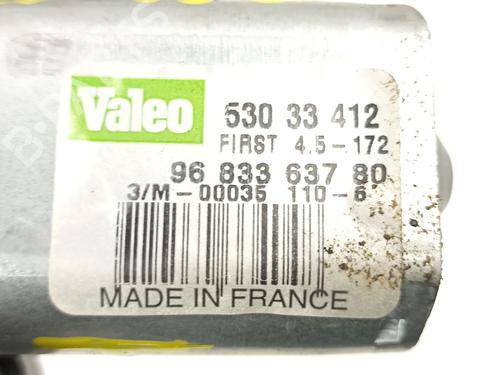 Valeo
530 33 412
FIRST 4.5-172
96 833 637 80
3/M-00035 110-6
MADE IN FRANCE